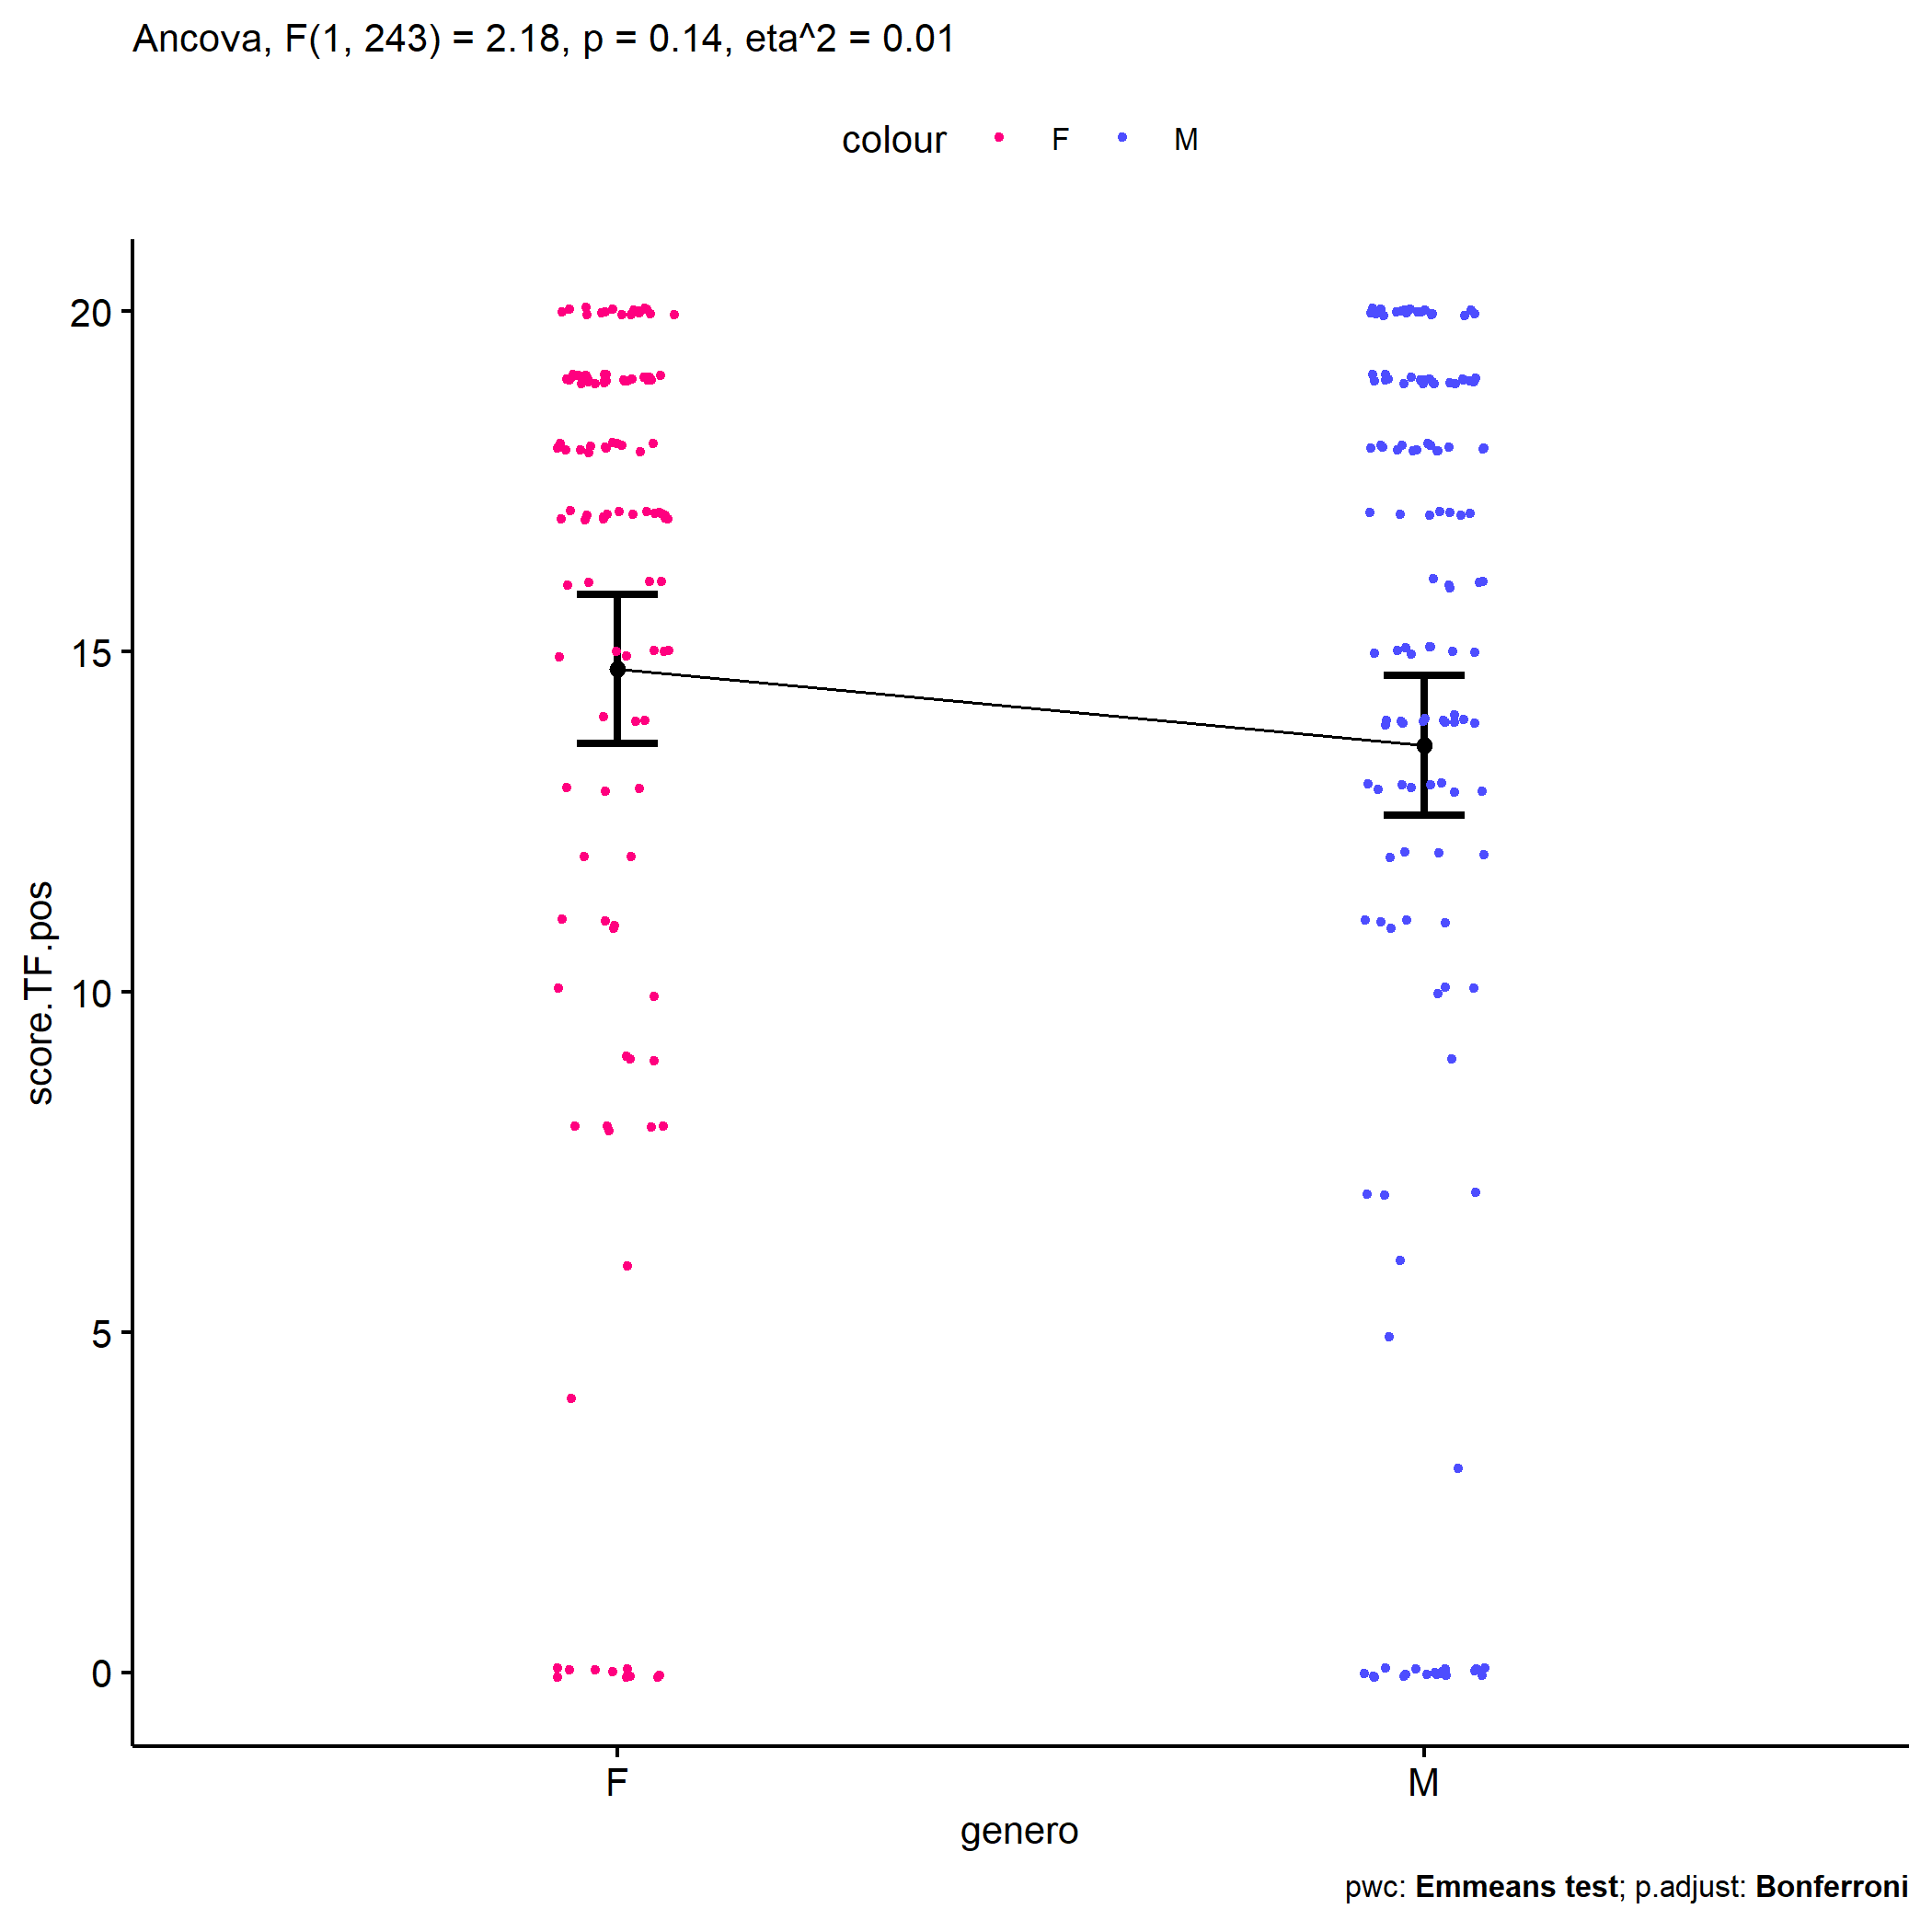 Ancova, F(1, 243) = 2.18, p = 0.14, eta^2 = 0.01
colour F M
score.TF.pos
20
15
10
5
0
F M
genero
pwc: Emmeans test; p.adjust: Bonferroni